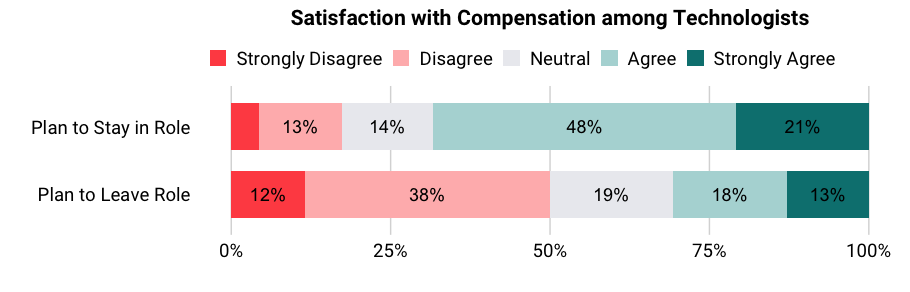 Satisfaction with Compensation among Technologists
Strongly Disagree Disagree Neutral Agree Strongly Agree
Plan to Stay in Role 13% 14% 48% 21%
Plan to Leave Role 12% 38% 19% 18% 13%
0% 25% 50% 75% 100%